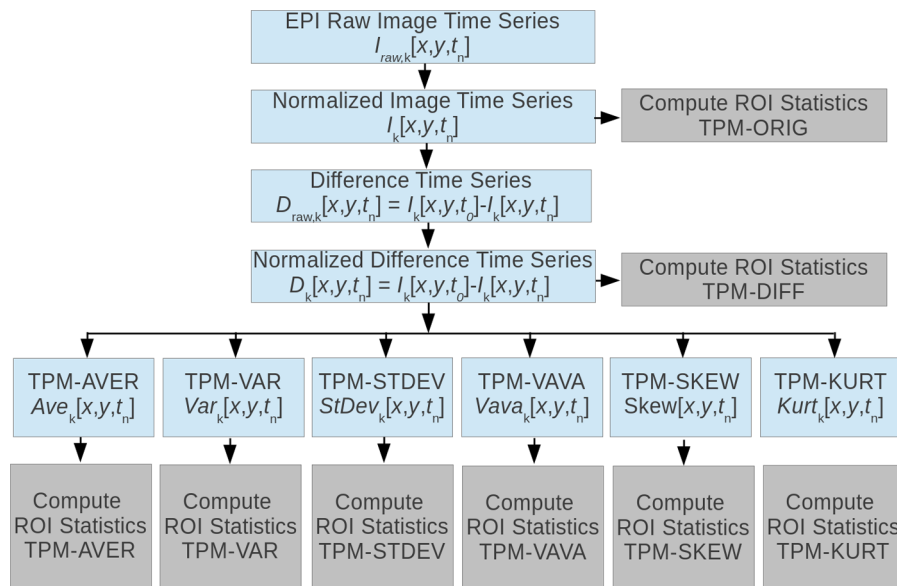 EPI Raw Image Time Series
I_raw,k[x,y,t_n]
Normalized Image Time Series
I_k[x,y,t_n]
Compute ROI Statistics
TPM-ORIG
Difference Time Series
D_raw,k[x,y,t_n] = I_k[x,y,t_0]-I_k[x,y,t_n]
Normalized Difference Time Series
D_k[x,y,t_n] = I_k[x,y,t_0]-I_k[x,y,t_n]
Compute ROI Statistics
TPM-DIFF
TPM-AVER
Ave_k[x,y,t_n]
TPM-VAR
Var_k[x,y,t_n]
TPM-STDEV
StDev_k[x,y,t_n]
TPM-VAVA
Vava_k[x,y,t_n]
TPM-SKEW
Skew[x,y,t_n]
TPM-KURT
Kurt_k[x,y,t_n]
Compute
ROI Statistics
TPM-AVER
Compute
ROI Statistics
TPM-VAR
Compute
ROI Statistics
TPM-STDEV
Compute
ROI Statistics
TPM-VAVA
Compute
ROI Statistics
TPM-SKEW
Compute
ROI Statistics
TPM-KURT